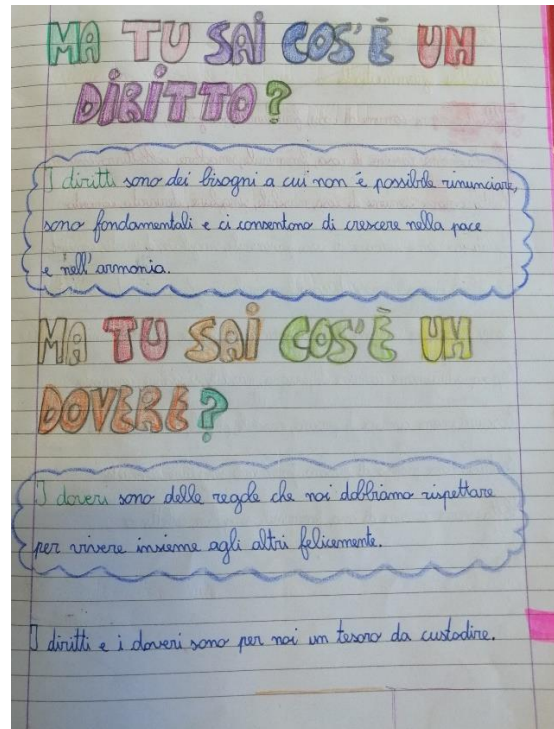 MA TU SAI COS'È UN
DIRITTO?
I diritti sono dei bisogni a cui non è possibile rinunciare,
sono fondamentali e ci consentono di crescere nella pace
e nell'armonia.
MA TU SAI COS'È UN
DOVERE?
I doveri sono delle regole che noi dobbiamo rispettare
per vivere insieme agli altri felicemente.
I diritti e i doveri sono per noi un tesoro da custodire.